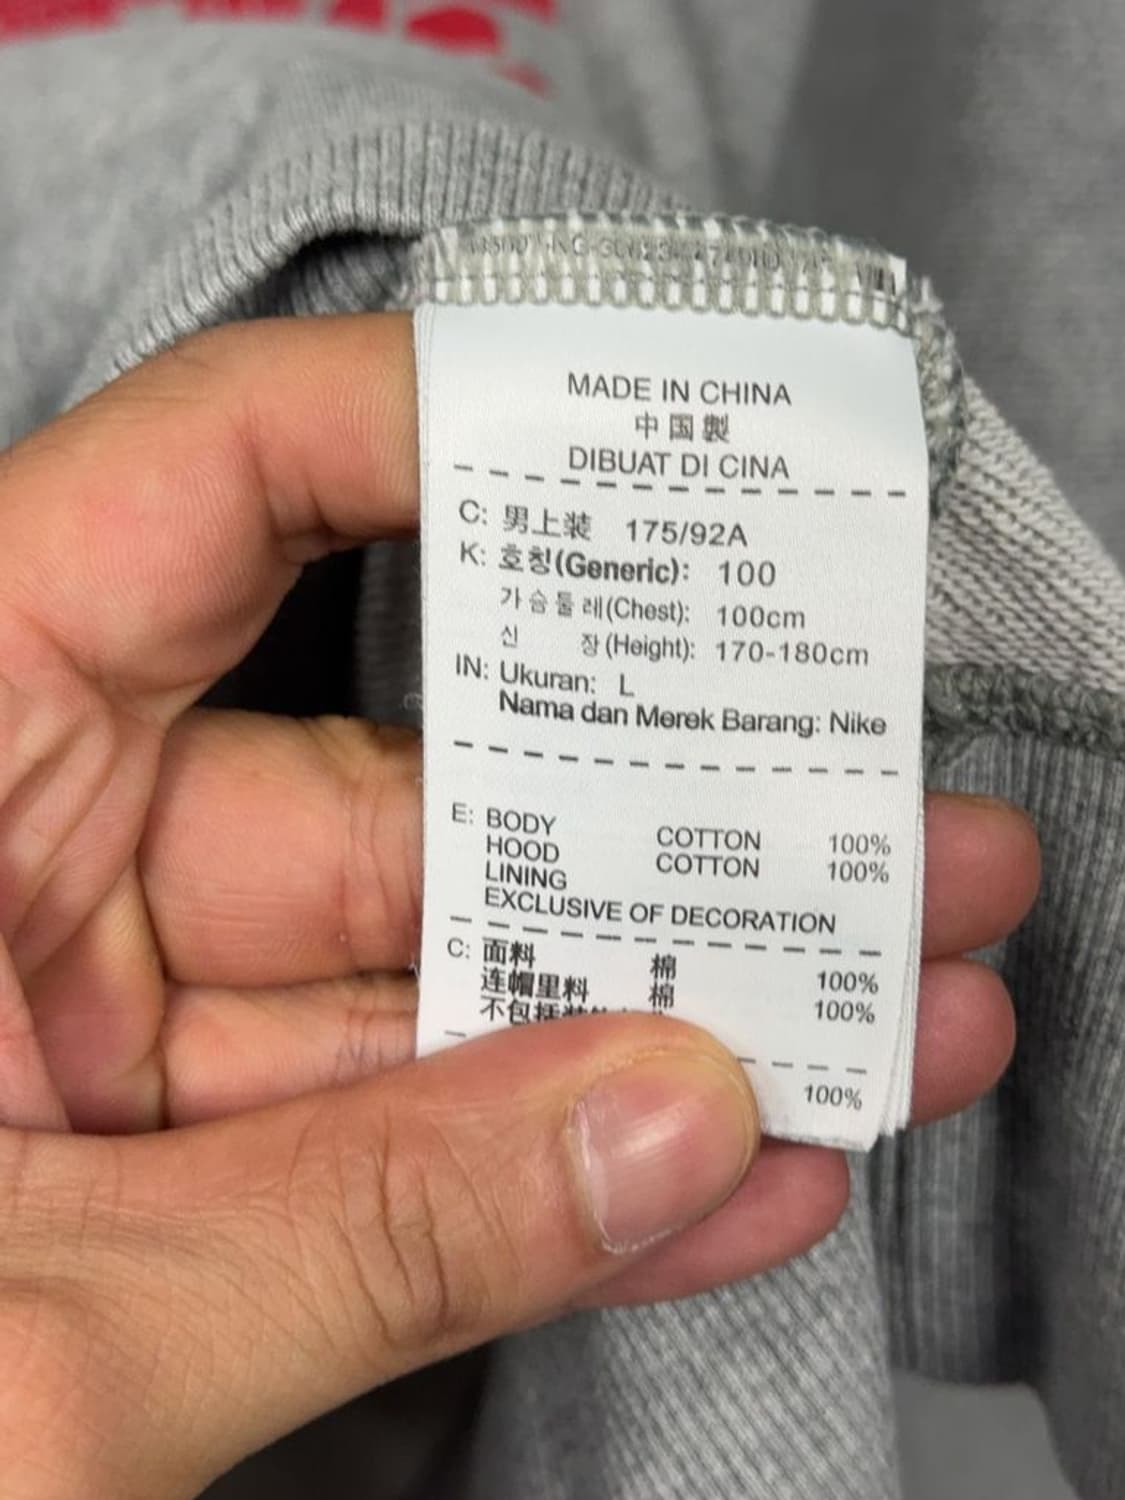 MADE IN CHINA
中国製
DIBUAT DI CINA
C: 男上装 175/92A
K: 호칭(Generic): 100
가슴둘레(Chest): 100cm
신 장(Height): 170-180cm
IN: Ukuran: L
Nama dan Merek Barang: Nike
E: BODY COTTON 100%
HOOD COTTON 100%
LINING
EXCLUSIVE OF DECORATION
C: 面料 棉 100%
连帽里料 棉 100%
不包括
100%